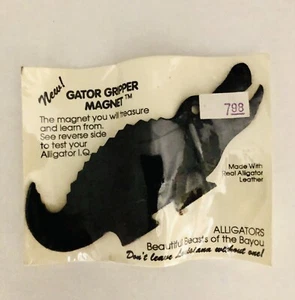 New!
GATOR GRIPPER
MAGNET™
The magnet you will treasure
and learn from.
See reverse side
to test your
Alligator I.Q.
798
Made With
Real Alligator
Leather
ALLIGATORS
Beautiful Beasts of the Bayou
Don't leave Louisiana without one!